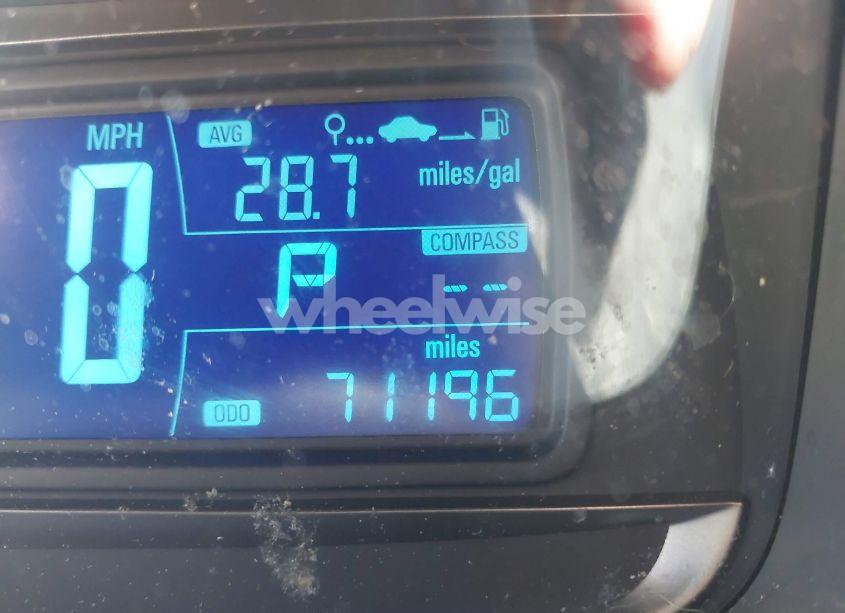 MPH
AVG
28.7 miles/gal
0
P
COMPASS
--
wheelwise
miles
ODO
71196